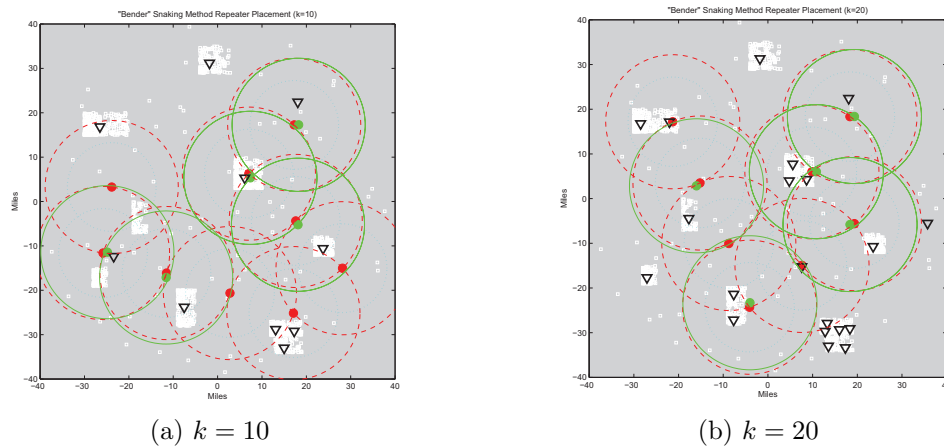 "Bender" Snaking Method Repeater Placement (k=10)
40
30
20
10
0
−10
−20
−30
−40
Miles
−40 −30 −20 −10 0 10 20 30 40
Miles
(a) k = 10
"Bender" Snaking Method Repeater Placement (k=20)
40
30
20
10
0
−10
−20
−30
−40
Miles
−40 −30 −20 −10 0 10 20 30 40
Miles
(b) k = 20